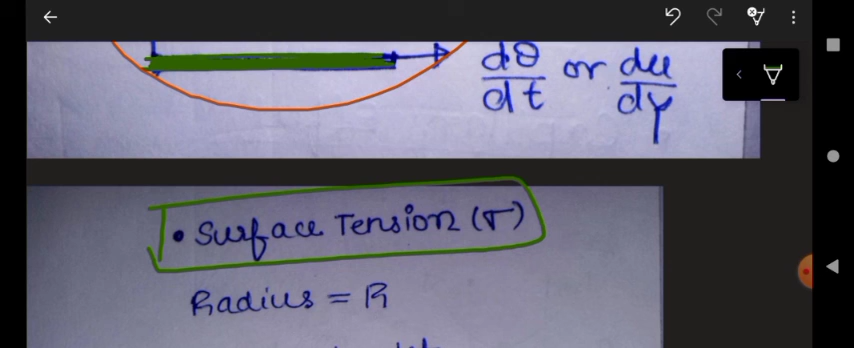 dθ/dt or du/dy
• Surface Tension (σ)
Radius = R